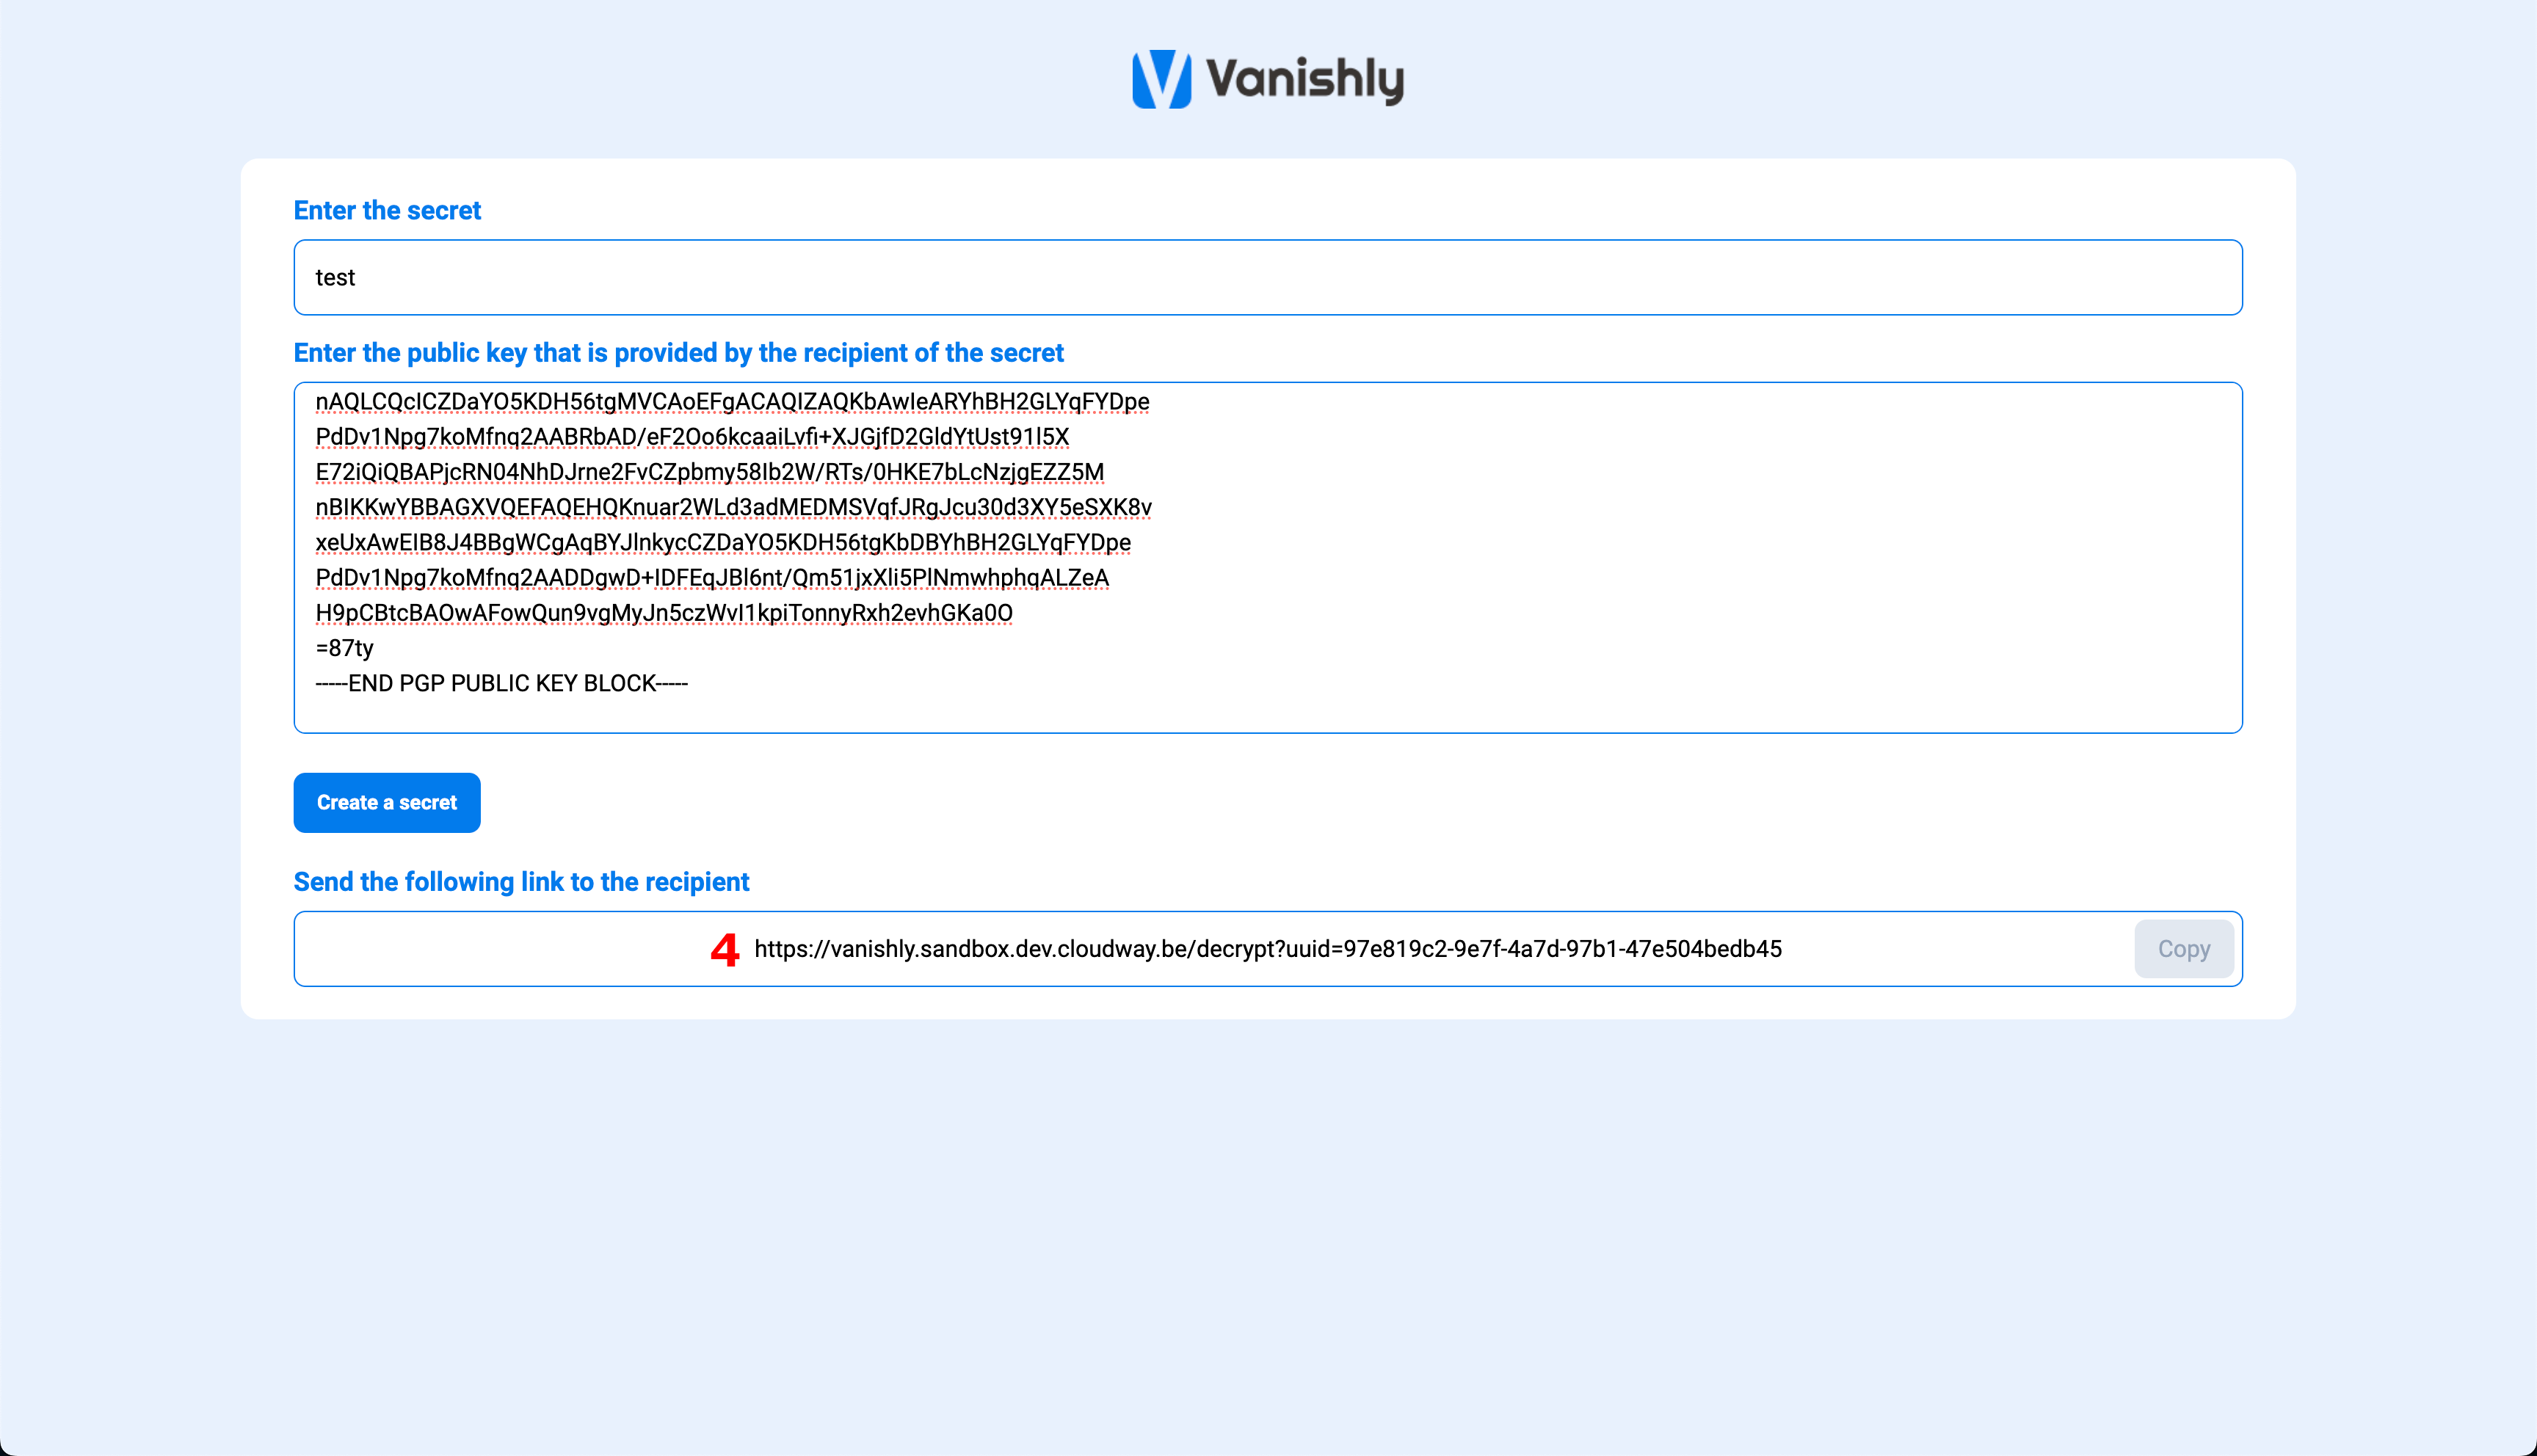 Vanishly
Enter the secret
test
Enter the public key that is provided by the recipient of the secret
nAQLCQcICZDaYO5KDH56tgMVCAoEFgACAQIZAQKbAwIeARYhBH2GLYqFYDpe
PdDv1Npg7koMfnq2AABRbAD/eF2Oo6kcaaiLvfi+XJGjfD2GldYtUst91l5X
E72iQiQBAPjcRN04NhDJrne2FvCZpbmy58Ib2W/RTs/0HKE7bLcNzjgEZZ5M
nBIKKwYBBAGXVQEFAQEHQKnuar2WLd3adMEDMSVqfJRgJcu30d3XY5eSXK8v
xeUxAwEIB8J4BBgWCgAqBYJlnkycCZDaYO5KDH56tgKbDBYhBH2GLYqFYDpe
PdDv1Npg7koMfnq2AADDgwD+IDFEqJBl6nt/Qm51jxXli5PlNmwhphqALZeA
H9pCBtcBAOwAFowQun9vgMyJn5czWvI1kpiTonnyRxh2evhGKa0O
=87ty
-----END PGP PUBLIC KEY BLOCK-----
Create a secret
Send the following link to the recipient
4 https://vanishly.sandbox.dev.cloudway.be/decrypt?uuid=97e819c2-9e7f-4a7d-97b1-47e504bedb45 Copy